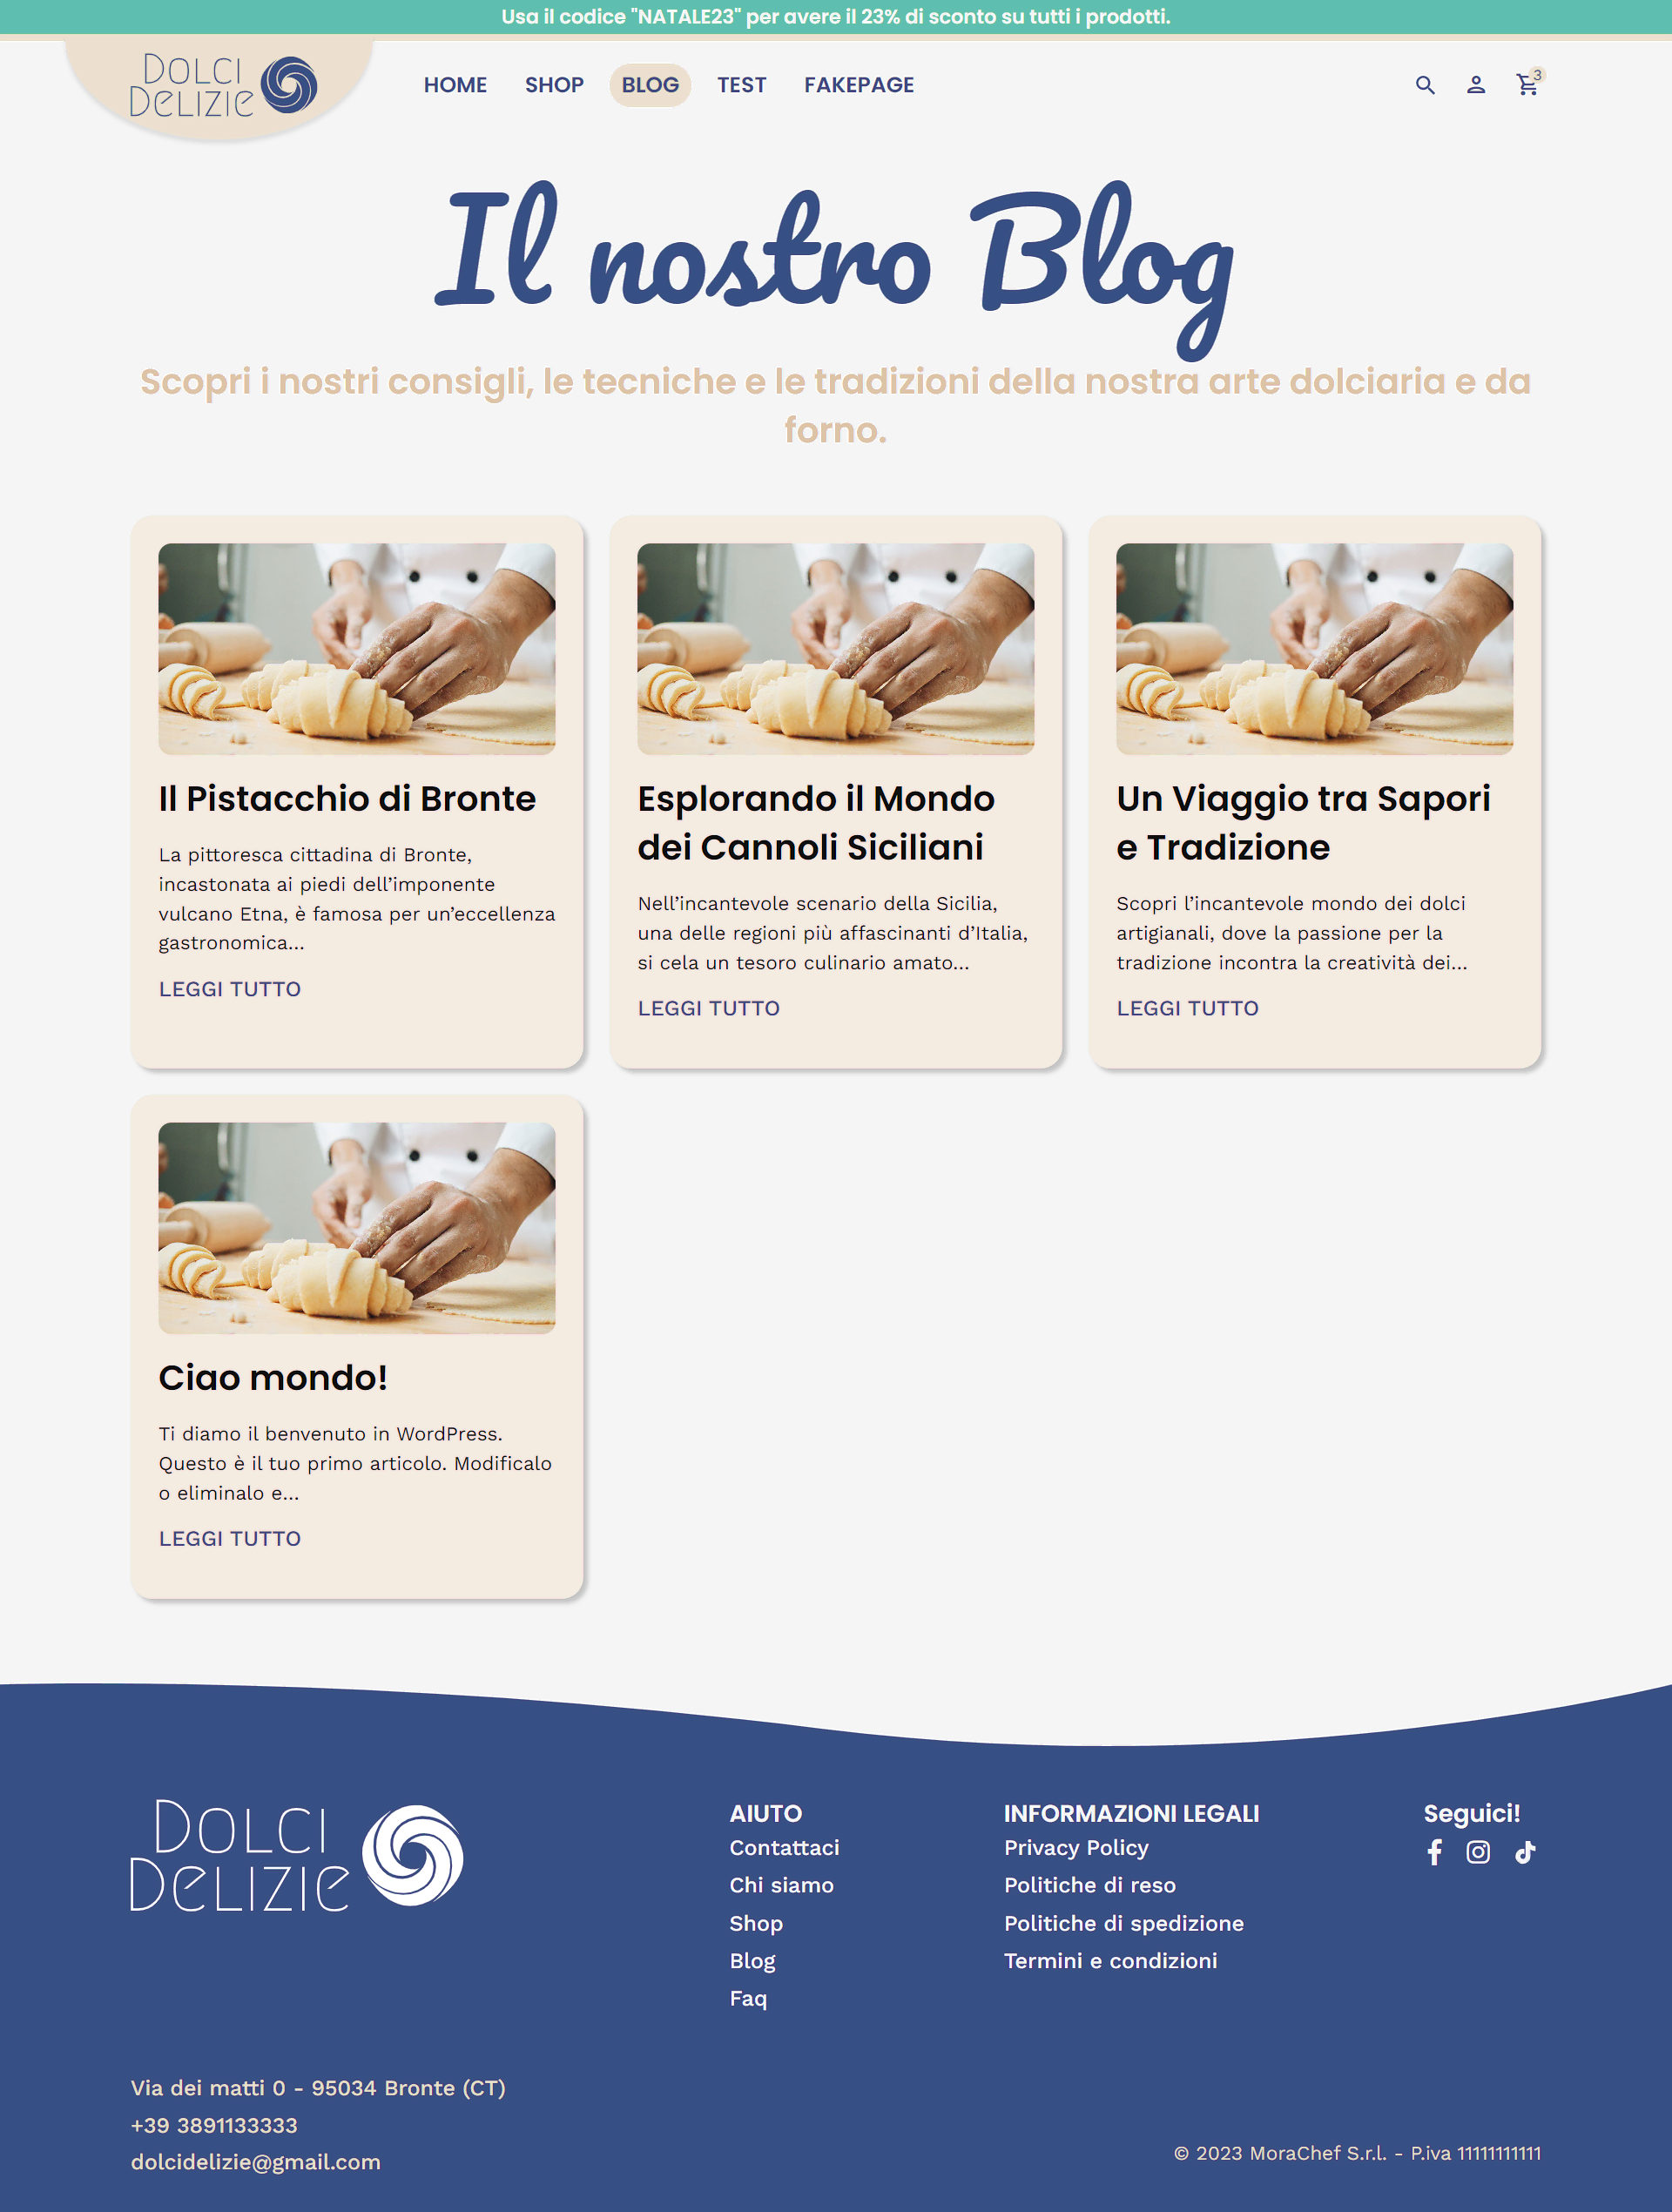 Usa il codice "NATALE23" per avere il 23% di sconto su tutti i prodotti.
DOLCI
DELIZIE
HOME SHOP BLOG TEST FAKEPAGE
3
Il nostro Blog
Scopri i nostri consigli, le tecniche e le tradizioni della nostra arte dolciaria e da
forno.
Il Pistacchio di Bronte
La pittoresca cittadina di Bronte,
incastonata ai piedi dell’imponente
vulcano Etna, è famosa per un’eccellenza
gastronomica...
LEGGI TUTTO
Esplorando il Mondo
dei Cannoli Siciliani
Nell’incantevole scenario della Sicilia,
una delle regioni più affascinanti d’Italia,
si cela un tesoro culinario amato...
LEGGI TUTTO
Un Viaggio tra Sapori
e Tradizione
Scopri l’incantevole mondo dei dolci
artigianali, dove la passione per la
tradizione incontra la creatività dei...
LEGGI TUTTO
Ciao mondo!
Ti diamo il benvenuto in WordPress.
Questo è il tuo primo articolo. Modificalo
o eliminalo e...
LEGGI TUTTO
DOLCI
DELIZIE
AIUTO
Contattaci
Chi siamo
Shop
Blog
Faq
INFORMAZIONI LEGALI
Privacy Policy
Politiche di reso
Politiche di spedizione
Termini e condizioni
Seguici!
Via dei matti 0 - 95034 Bronte (CT)
+39 3891133333
dolcidelizie@gmail.com
© 2023 MoraChef S.r.l. - P.iva 11111111111